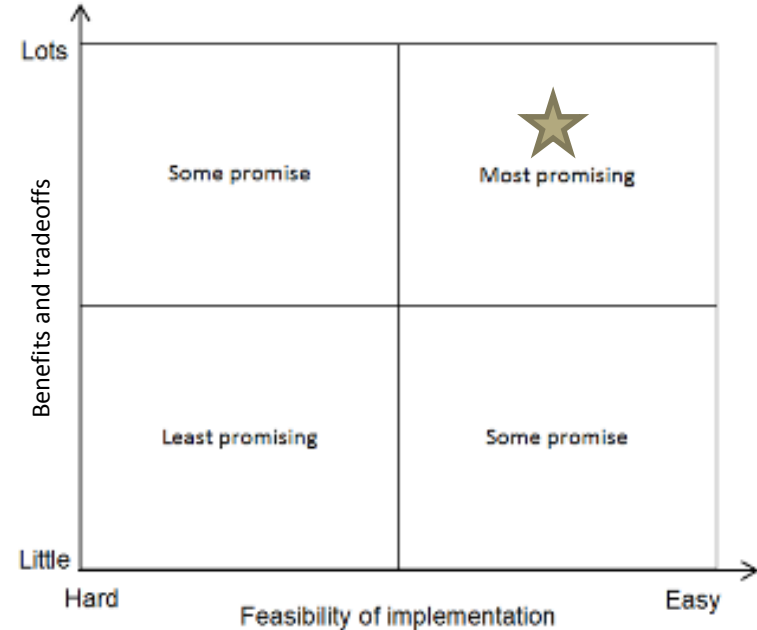 Lots
Some promise
Most promising
Benefits and tradeoffs
Least promising
Some promise
Little
Hard
Easy
Feasibility of implementation